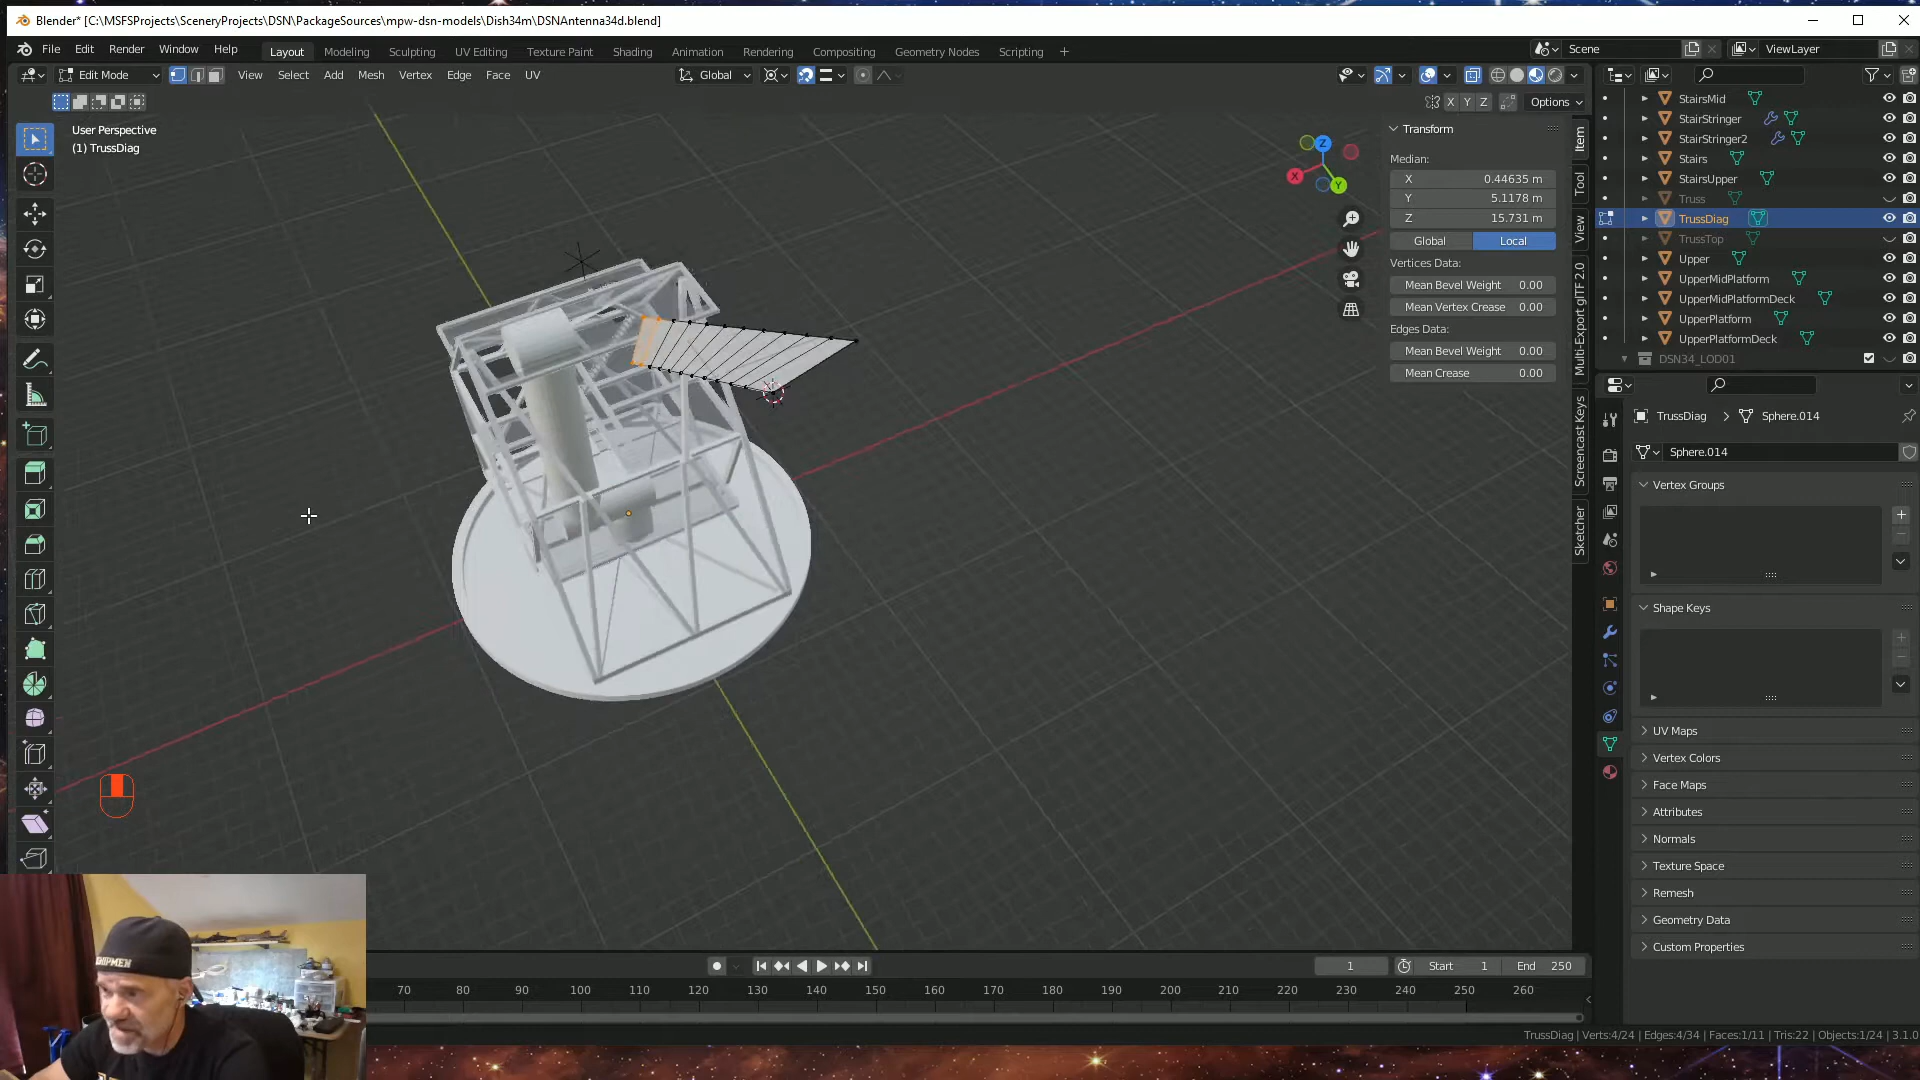 Blender* [C:\MSFSProjects\SceneryProjects\DSN\PackageSources\mpw-dsn-models\Dish34m\DSNAntenna34d.blend]
File Edit Render Window Help Layout Modeling Sculpting UV Editing Texture Paint Shading Animation Rendering Compositing Geometry Nodes Scripting + Scene ViewLayer
Edit Mode View Select Add Mesh Vertex Edge Face UV Global
X Y Z Options
User Perspective
(1) TrussDiag
Transform
Median:
X 0.44635 m
Y 5.1178 m
Z 15.731 m
Global Local
Vertices Data:
Mean Bevel Weight 0.00
Mean Vertex Crease 0.00
Edges Data:
Mean Bevel Weight 0.00
Mean Crease 0.00
Z
X
Y
Item
Tool
View
Multi-Export glTF 2.0
Screencast Keys
Sketcher
StairsMid
StairStringer
StairStringer2
Stairs
StairsUpper
Truss
TrussDiag
TrussTop
Upper
UpperMidPlatform
UpperMidPlatformDeck
UpperPlatform
UpperPlatformDeck
DSN34_LOD01
TrussDiag > Sphere.014
Sphere.014
Vertex Groups
Shape Keys
UV Maps
Vertex Colors
Face Maps
Attributes
Normals
Texture Space
Remesh
Geometry Data
Custom Properties
1 Start 1 End 250
70 80 90 100 110 120 130 140 150 160 170 180 190 200 210 220 230 240 250 260
TrussDiag | Verts:4/24 | Edges:4/34 | Faces:1/11 | Tris:22 | Objects:1/24 | 3.1.0